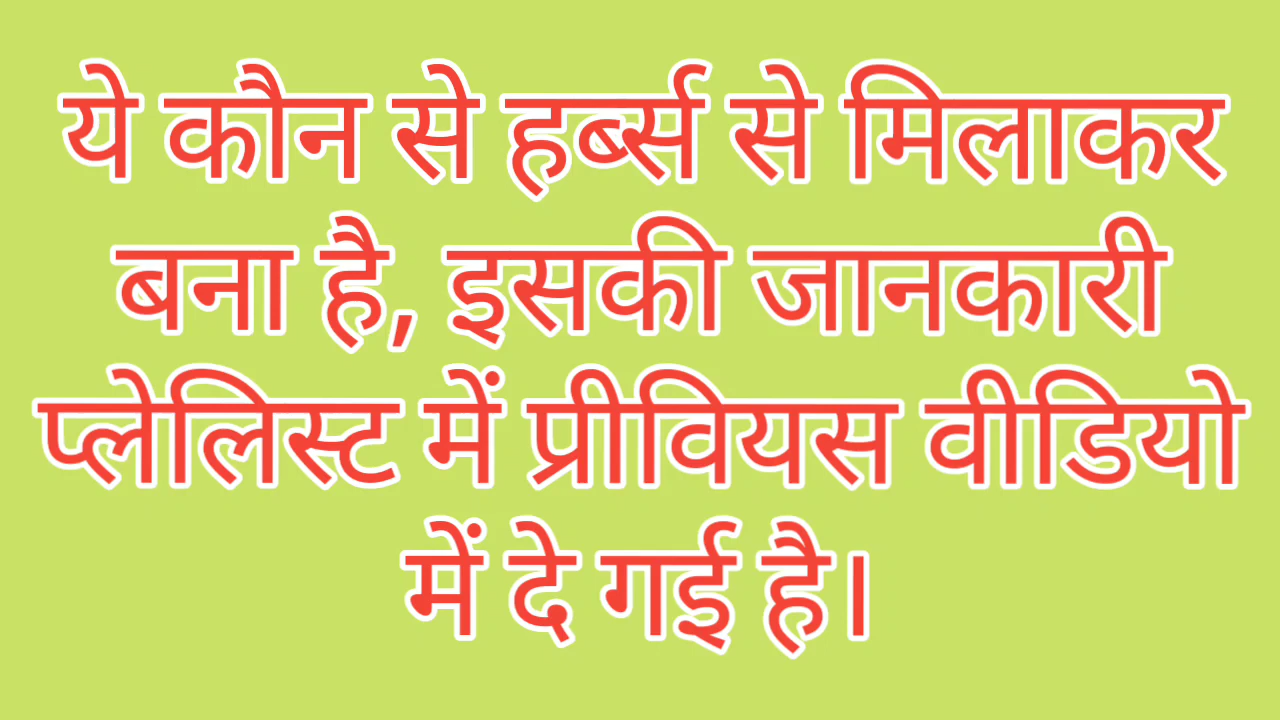 ये कौन से हर्ब्स से मिलाकर
बना है, इसकी जानकारी
प्लेलिस्ट में प्रीवियस वीडियो
में दे गई है।